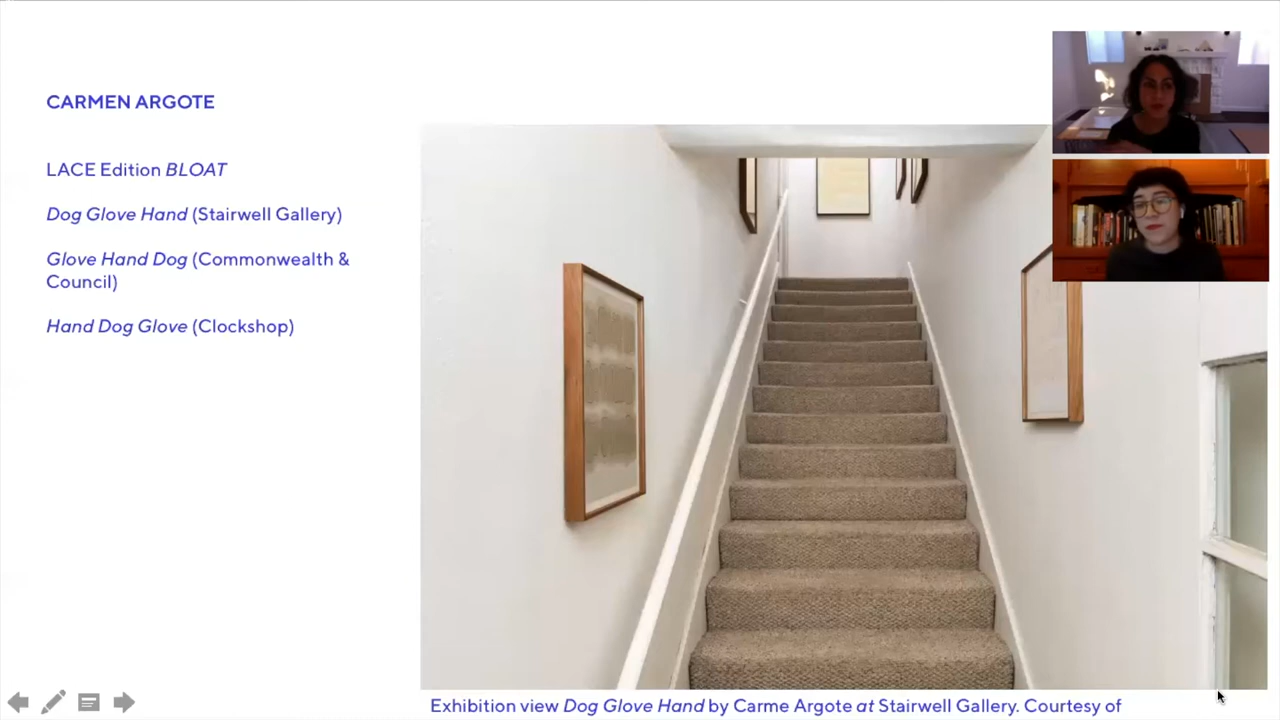 CARMEN ARGOTE
LACE Edition BLOAT
Dog Glove Hand (Stairwell Gallery)
Glove Hand Dog (Commonwealth &
Council)
Hand Dog Glove (Clockshop)
Exhibition view Dog Glove Hand by Carme Argote at Stairwell Gallery. Courtesy of